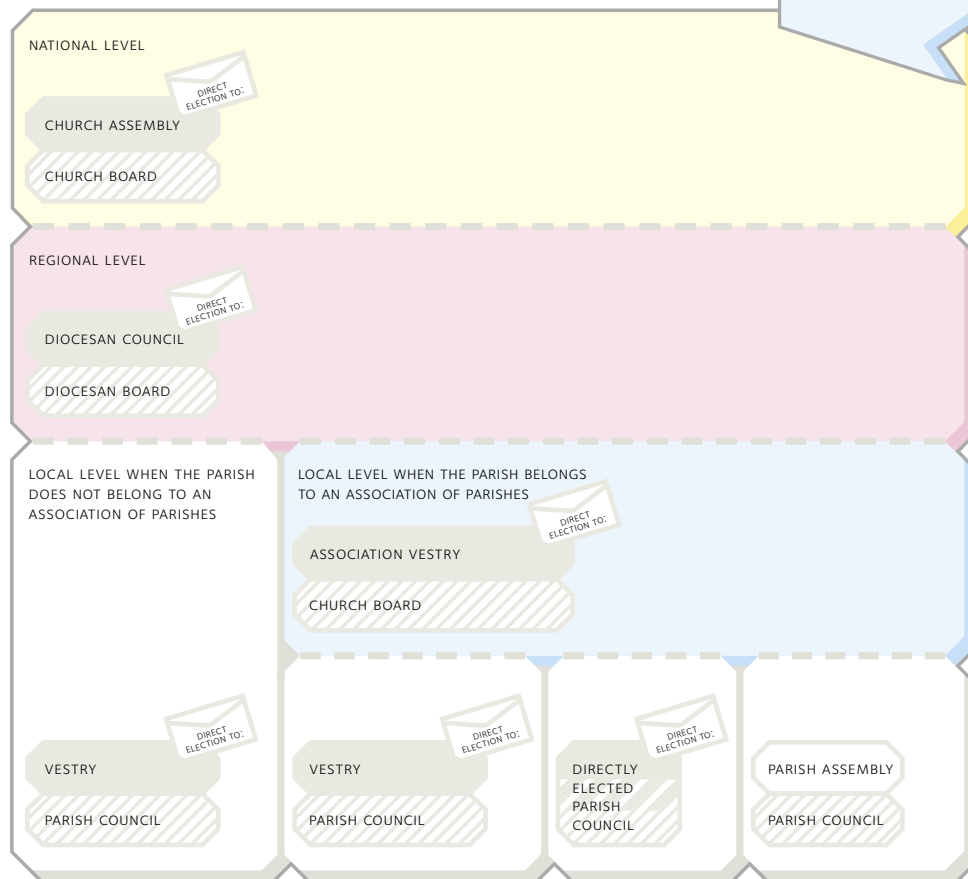 NATIONAL LEVEL
DIRECT
ELECTION TO:
CHURCH ASSEMBLY
CHURCH BOARD
REGIONAL LEVEL
DIRECT
ELECTION TO:
DIOCESAN COUNCIL
DIOCESAN BOARD
LOCAL LEVEL WHEN THE PARISH
DOES NOT BELONG TO AN
ASSOCIATION OF PARISHES
LOCAL LEVEL WHEN THE PARISH BELONGS
TO AN ASSOCIATION OF PARISHES
DIRECT
ELECTION TO:
ASSOCIATION VESTRY
CHURCH BOARD
DIRECT
ELECTION TO:
VESTRY
PARISH COUNCIL
DIRECT
ELECTION TO:
VESTRY
PARISH COUNCIL
DIRECT
ELECTION TO:
DIRECTLY
ELECTED
PARISH
COUNCIL
PARISH ASSEMBLY
PARISH COUNCIL